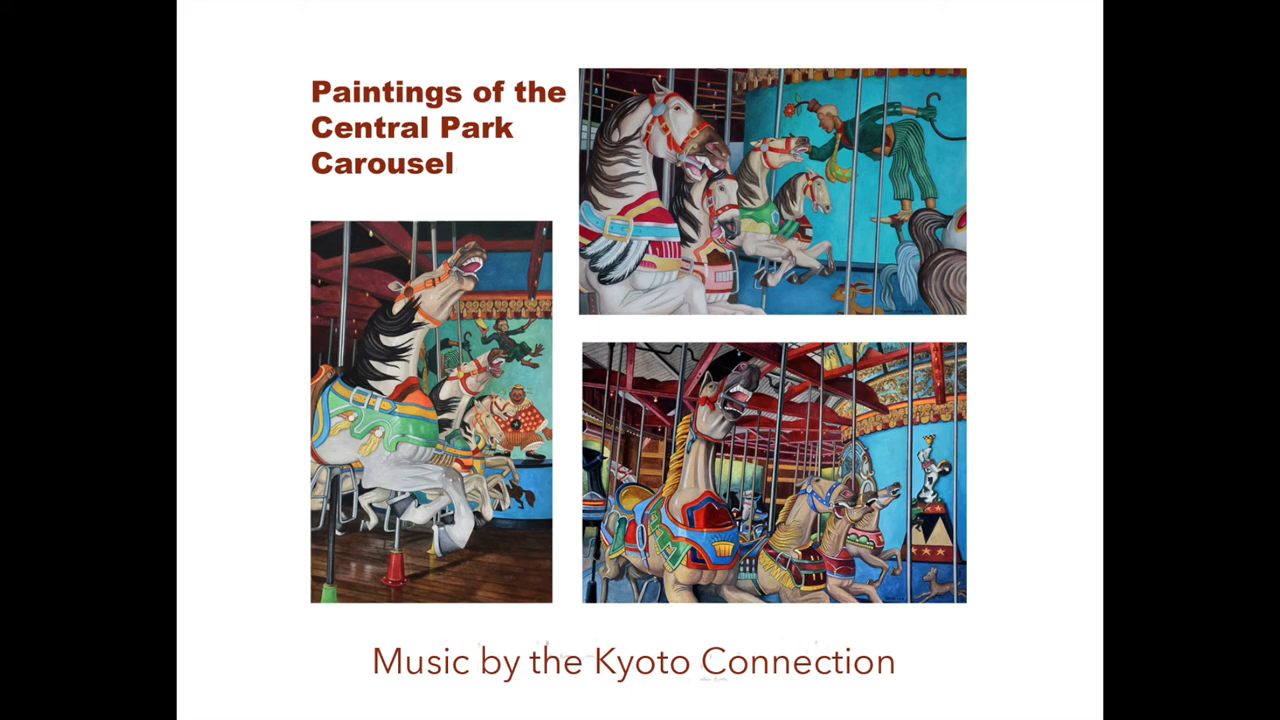 Paintings of the
Central Park
Carousel
Music by the Kyoto Connection